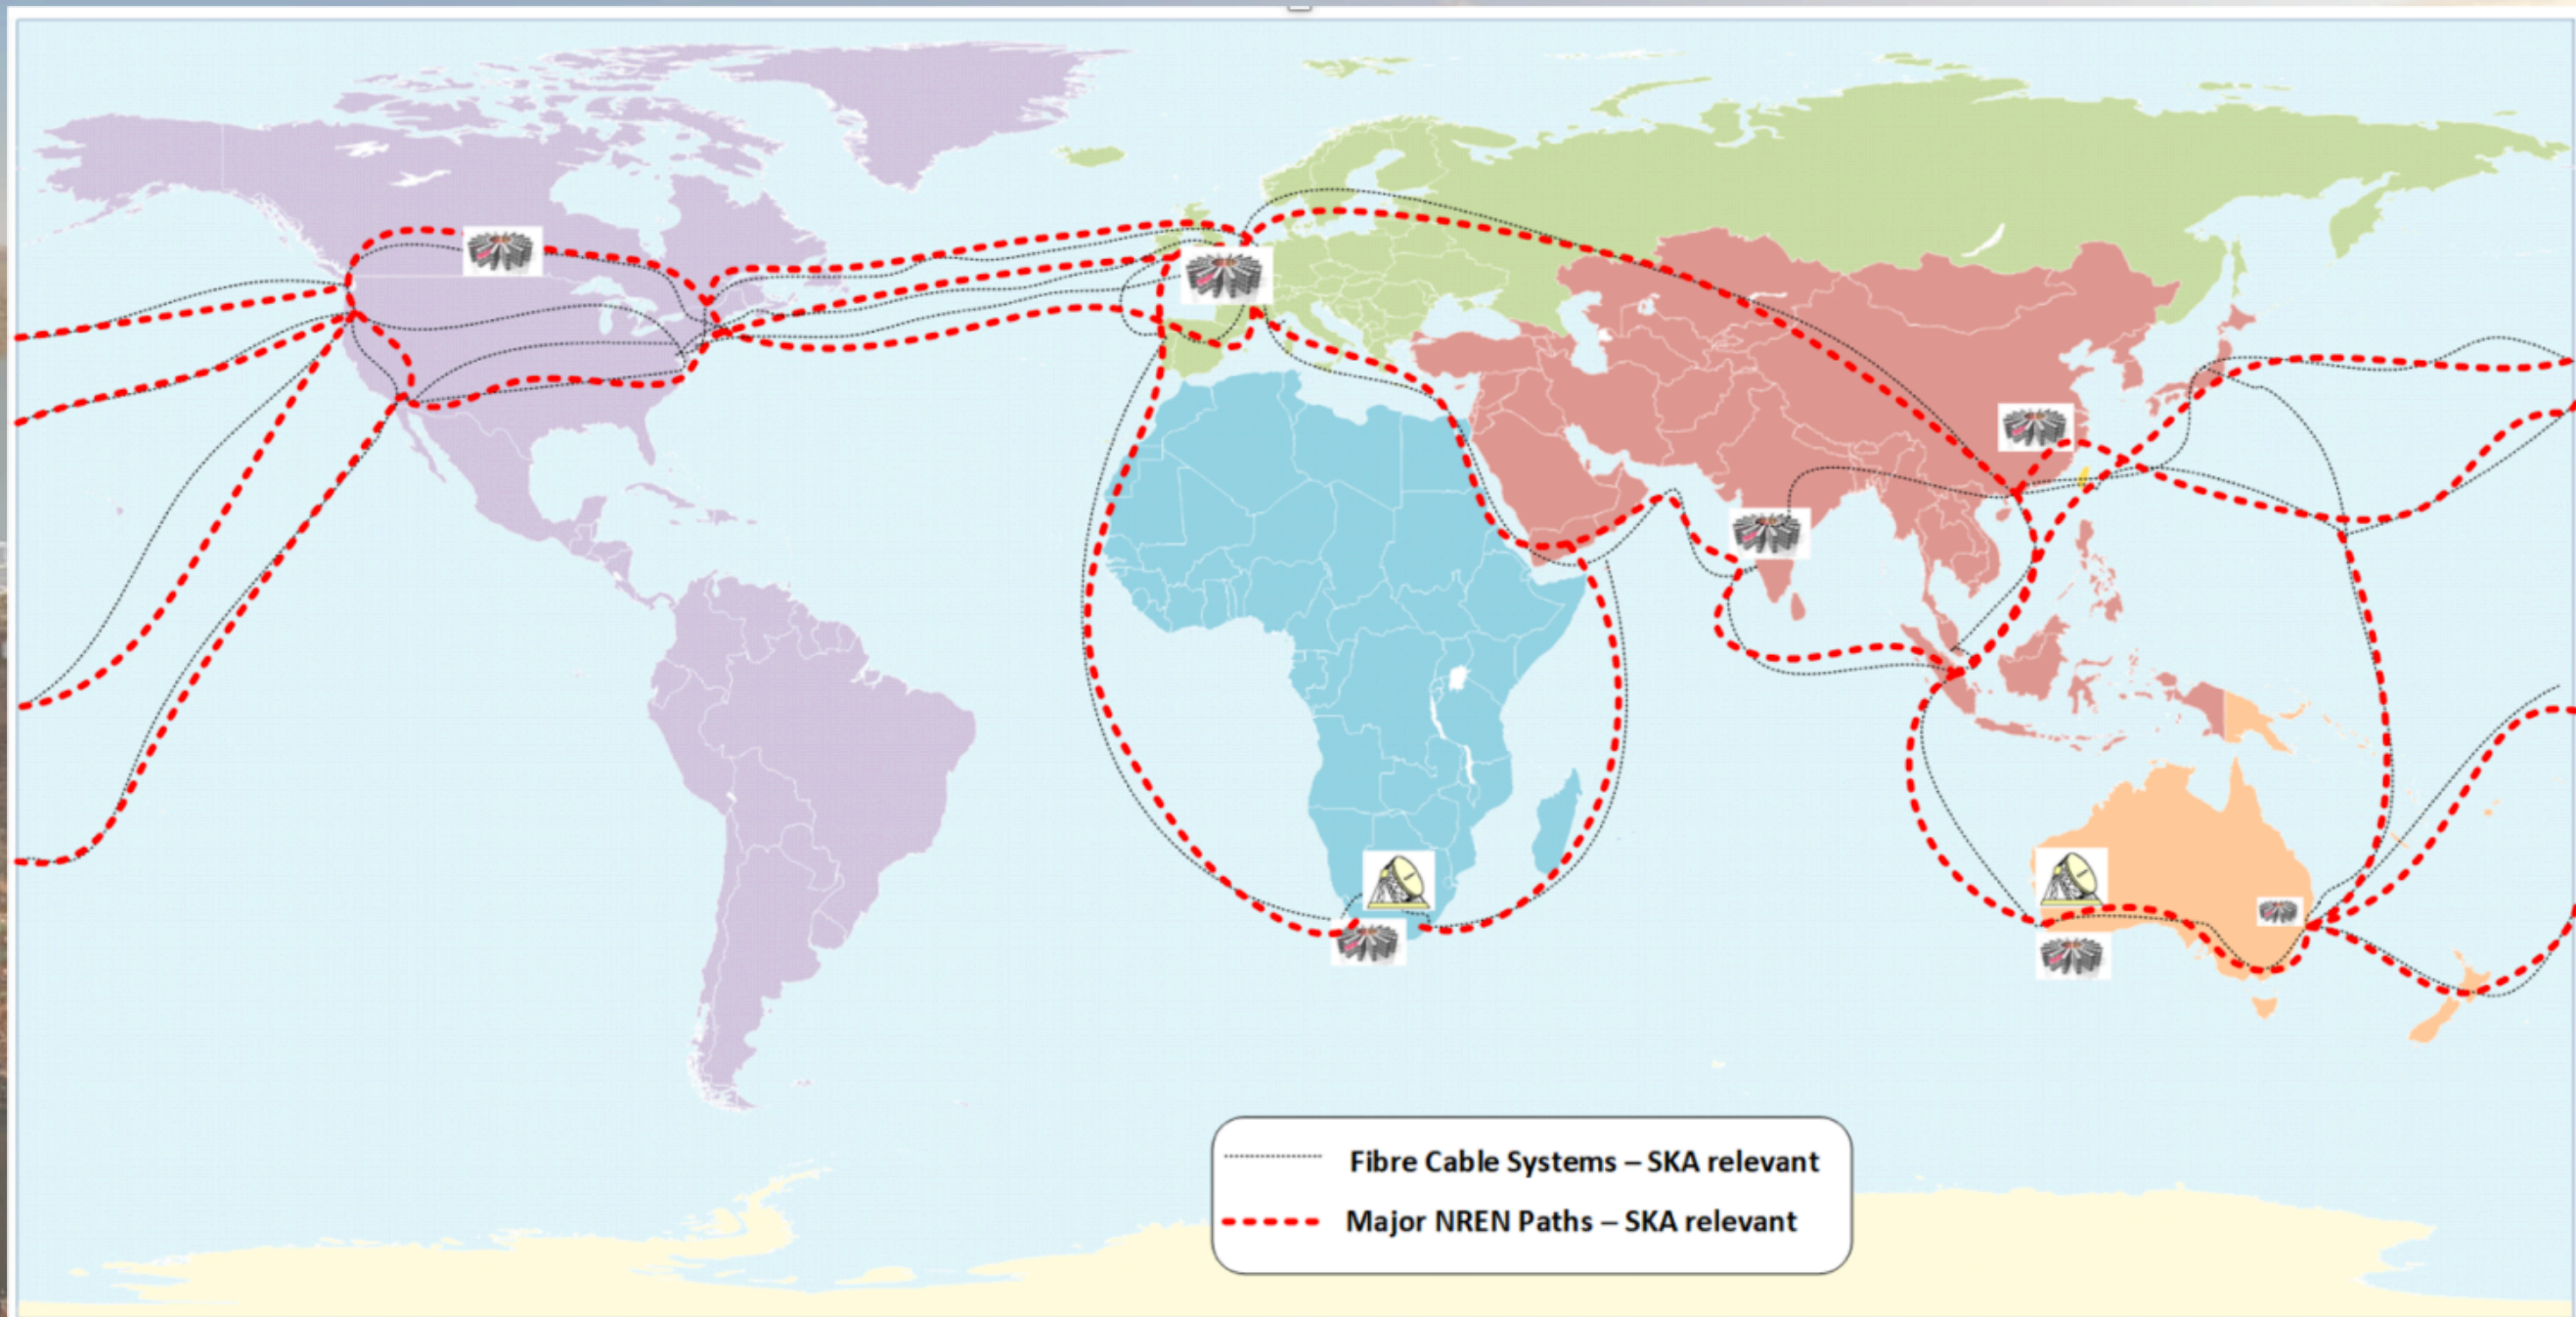 Fibre Cable Systems – SKA relevant
Major NREN Paths – SKA relevant